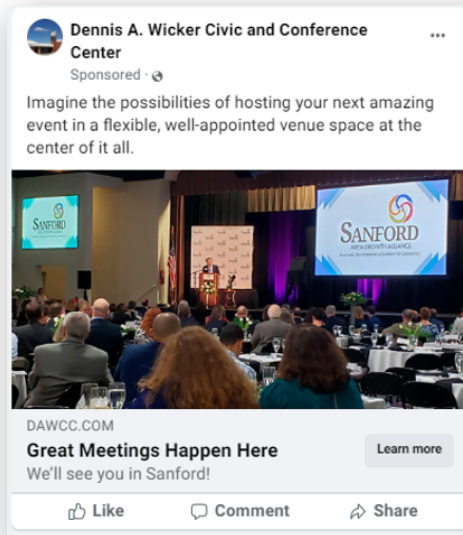 Dennis A. Wicker Civic and Conference
Center
Sponsored ·
Imagine the possibilities of hosting your next amazing
event in a flexible, well-appointed venue space at the
center of it all.
SANFORD
SANFORD
AREA GROWTH ALLIANCE
DAWCC.COM
Great Meetings Happen Here
Learn more
We'll see you in Sanford!
Like
Comment
Share